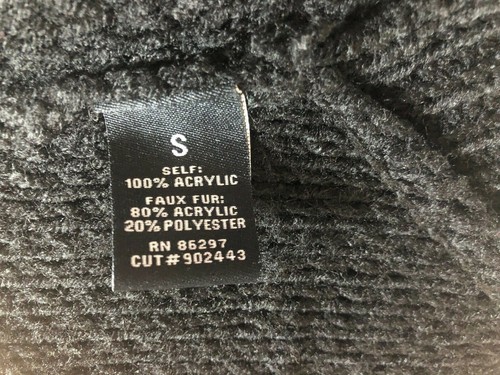 S
SELF:
100% ACRYLIC
FAUX FUR:
80% ACRYLIC
20% POLYESTER
RN 86297
CUT# 902443